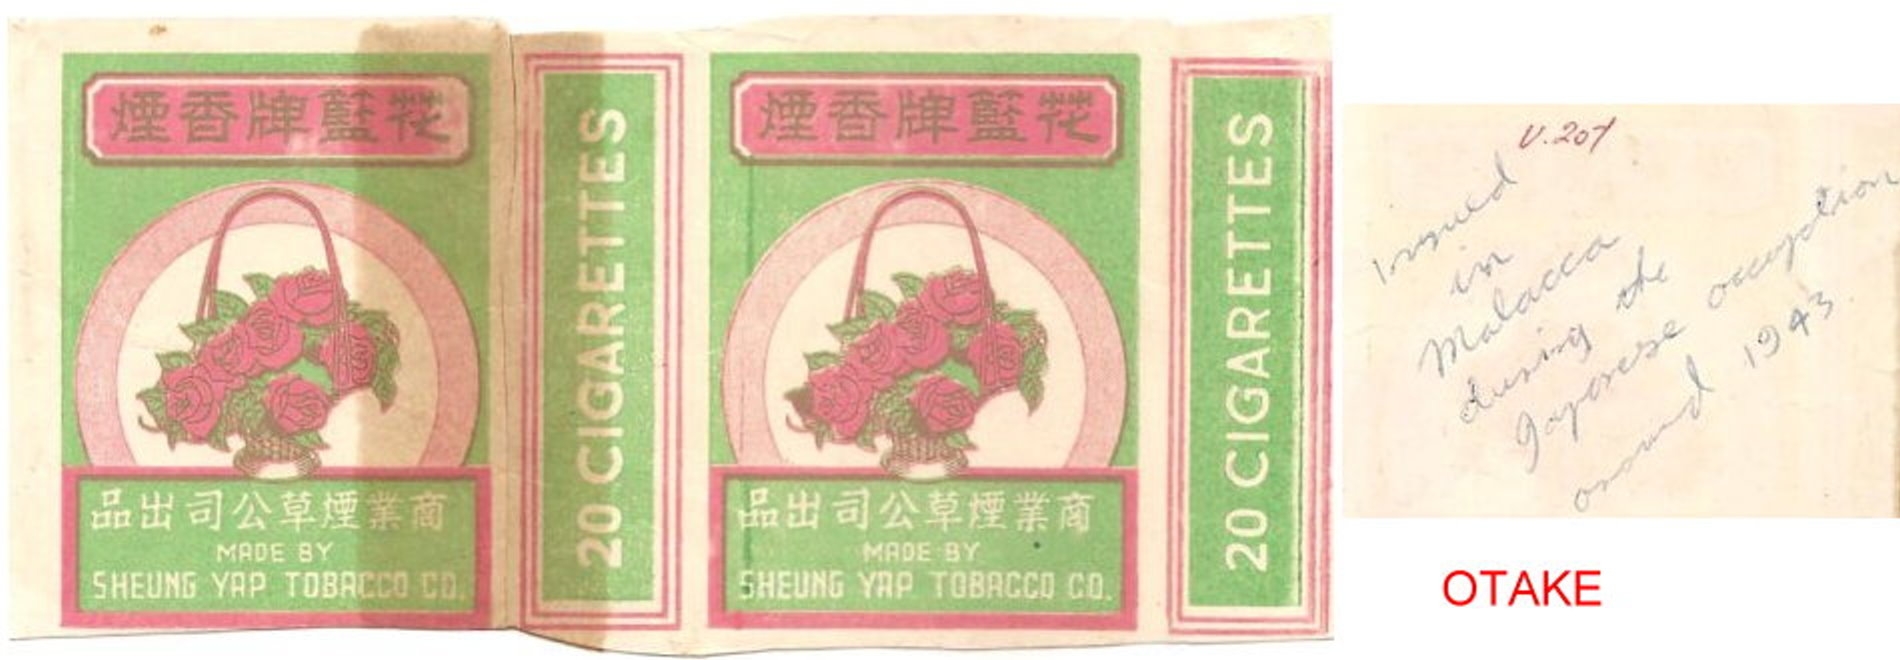 花籃牌香煙
商業煙草公司出品
MADE BY
SHEUNG YAP TOBACCO CO.
20 CIGARETTES
花籃牌香煙
商業煙草公司出品
MADE BY
SHEUNG YAP TOBACCO CO.
20 CIGARETTES
V.207
issued
in
Malacca
during the
Japanese occuption
around 1943
OTAKE